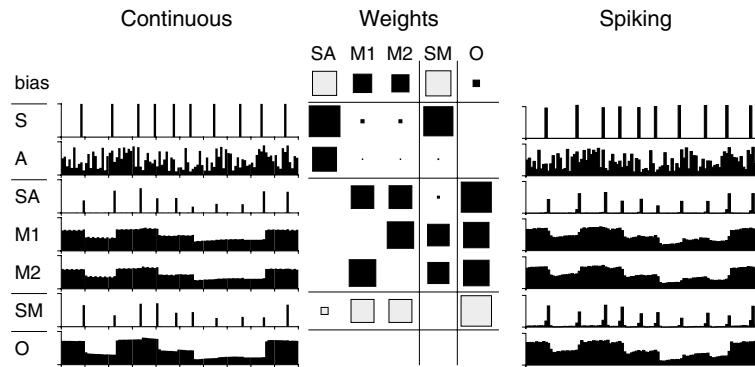 Continuous Weights Spiking
SA M1 M2 SM O
bias
S
A
SA
M1
M2
SM
O